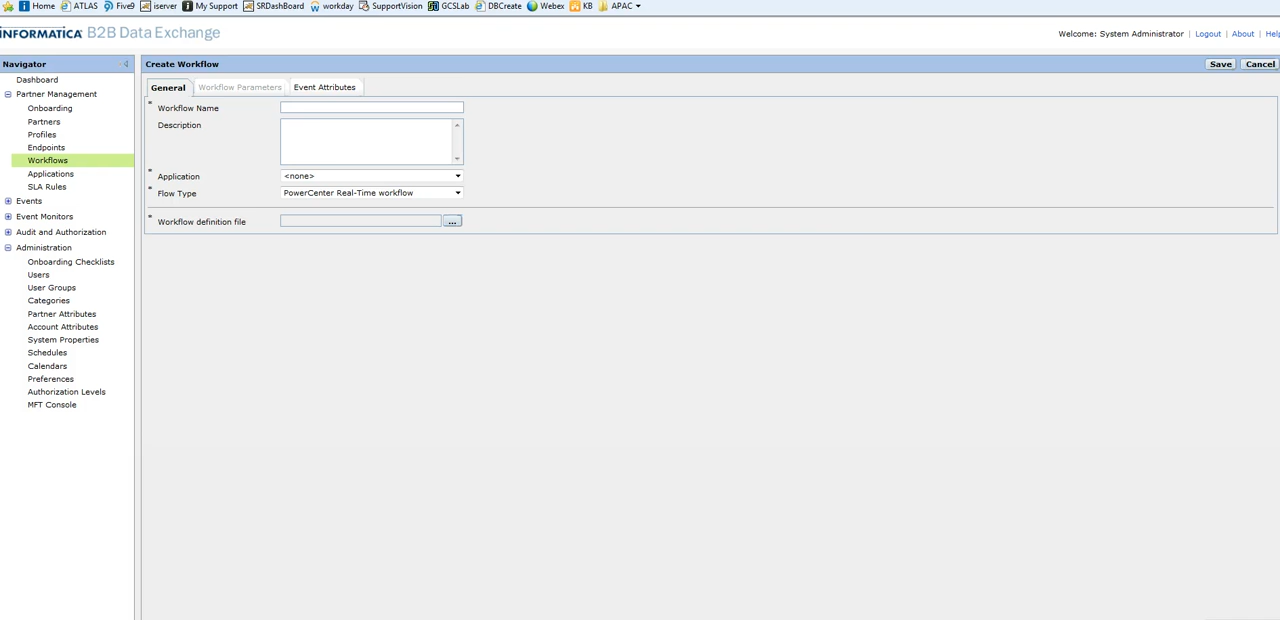 Home ATLAS Five9 iserver My Support SRDashBoard workday SupportVision GCSLab DBCreate Webex KB APAC
INFORMATICA B2B Data Exchange
Welcome: System Administrator | Logout | About | Help
Navigator
Create Workflow
Save
Cancel
Dashboard
Partner Management
Onboarding
Partners
Profiles
Endpoints
Workflows
Applications
SLA Rules
Events
Event Monitors
Audit and Authorization
Administration
Onboarding Checklists
Users
User Groups
Categories
Partner Attributes
Account Attributes
System Properties
Schedules
Calendars
Preferences
Authorization Levels
MFT Console
General
Workflow Parameters
Event Attributes
* Workflow Name
Description
* Application <none>
* Flow Type PowerCenter Real-Time workflow
* Workflow definition file ...